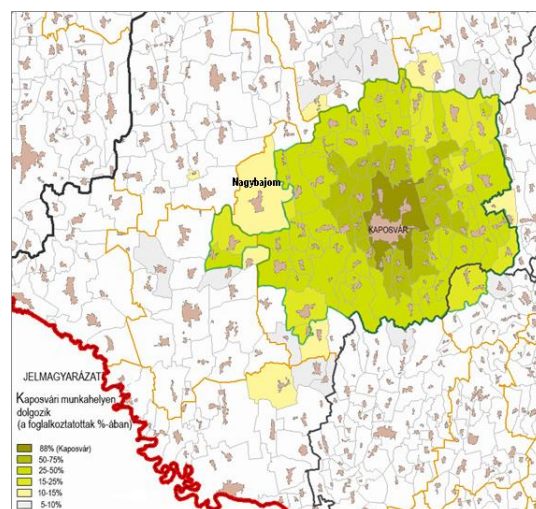 Nagybajom
KAPOSVÁR
JELMAGYARÁZAT
Kaposvári munkahelyen
dolgozik
(a foglalkoztatottak %-ában)
88% (Kaposvár)
50-75%
25-50%
15-25%
10-15%
5-10%